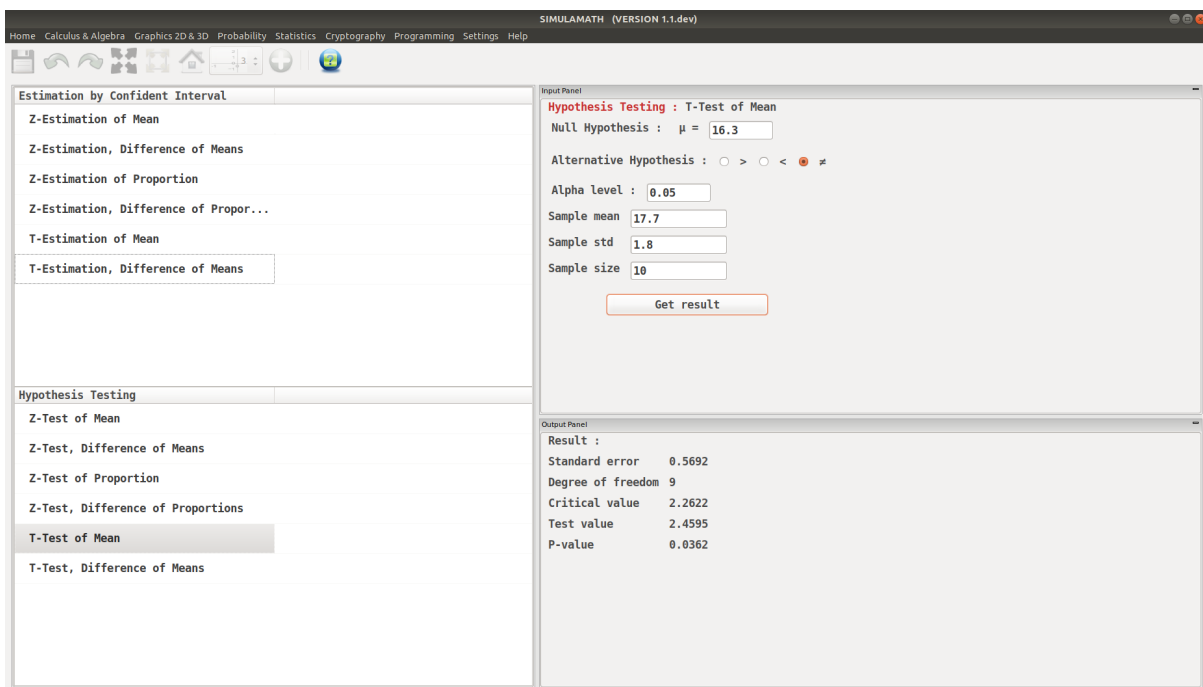 SIMULAMATH (VERSION 1.1.dev)
Home Calculus & Algebra Graphics 2D & 3D Probability Statistics Cryptography Programming Settings Help
3
Estimation by Confident Interval
Z-Estimation of Mean
Z-Estimation, Difference of Means
Z-Estimation of Proportion
Z-Estimation, Difference of Propor...
T-Estimation of Mean
T-Estimation, Difference of Means
Hypothesis Testing
Z-Test of Mean
Z-Test, Difference of Means
Z-Test of Proportion
Z-Test, Difference of Proportions
T-Test of Mean
T-Test, Difference of Means
Input Panel
Hypothesis Testing : T-Test of Mean
Null Hypothesis : μ = 16.3
Alternative Hypothesis : > < ≠
Alpha level : 0.05
Sample mean 17.7
Sample std 1.8
Sample size 10
Get result
Output Panel
Result :
Standard error 0.5692
Degree of freedom 9
Critical value 2.2622
Test value 2.4595
P-value 0.0362